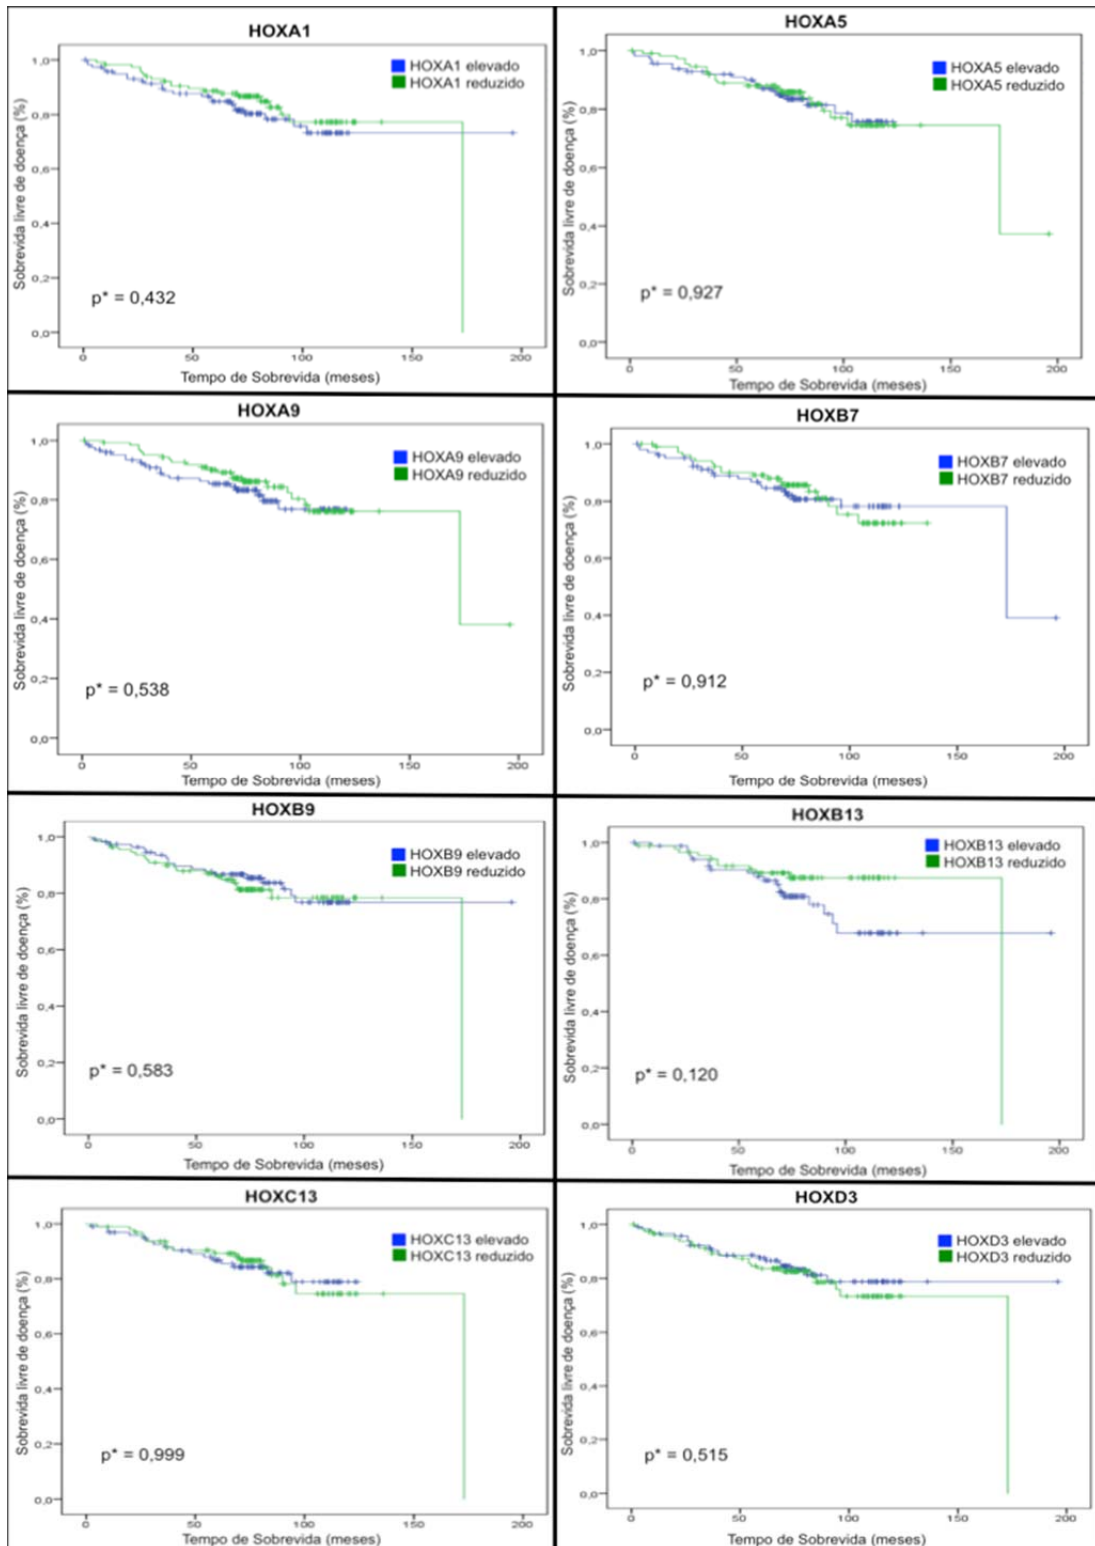 HOXA1
HOXA1 elevado
HOXA1 reduzido
Sobrevida livre de doença (%)
1,0
0,8
0,6
0,4
0,2
0,0
p* = 0,432
0 50 100 150 200
Tempo de Sobrevida (meses)
HOXA5
HOXA5 elevado
HOXA5 reduzido
Sobrevida livre de doença (%)
1,0
0,8
0,6
0,4
0,2
0,0
p* = 0,927
0 50 100 150 200
Tempo de Sobrevida (meses)
HOXA9
HOXA9 elevado
HOXA9 reduzido
Sobrevida livre de doença (%)
1,0
0,8
0,6
0,4
0,2
0,0
p* = 0,538
0 50 100 150 200
Tempo de Sobrevida (meses)
HOXB7
HOXB7 elevado
HOXB7 reduzido
Sobrevida livre de doença (%)
1,0
0,8
0,6
0,4
0,2
0,0
p* = 0,912
0 50 100 150 200
Tempo de Sobrevida (meses)
HOXB9
HOXB9 elevado
HOXB9 reduzido
Sobrevida livre de doença (%)
1,0
0,8
0,6
0,4
0,2
0,0
p* = 0,583
0 50 100 150 200
Tempo de Sobrevida (meses)
HOXB13
HOXB13 elevado
HOXB13 reduzido
Sobrevida livre de doença (%)
1,0
0,8
0,6
0,4
0,2
0,0
p* = 0,120
0 50 100 150 200
Tempo de Sobrevida (meses)
HOXC13
HOXC13 elevado
HOXC13 reduzido
Sobrevida livre de doença (%)
1,0
0,8
0,6
0,4
0,2
0,0
p* = 0,999
0 50 100 150 200
Tempo de Sobrevida (meses)
HOXD3
HOXD3 elevado
HOXD3 reduzido
Sobrevida livre de doença (%)
1,0
0,8
0,6
0,4
0,2
0,0
p* = 0,515
0 50 100 150 200
Tempo de Sobrevida (meses)